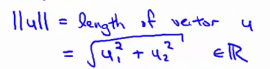 ||u|| = length of vector u
= √(u₁² + u₂²) ∈ ℝ